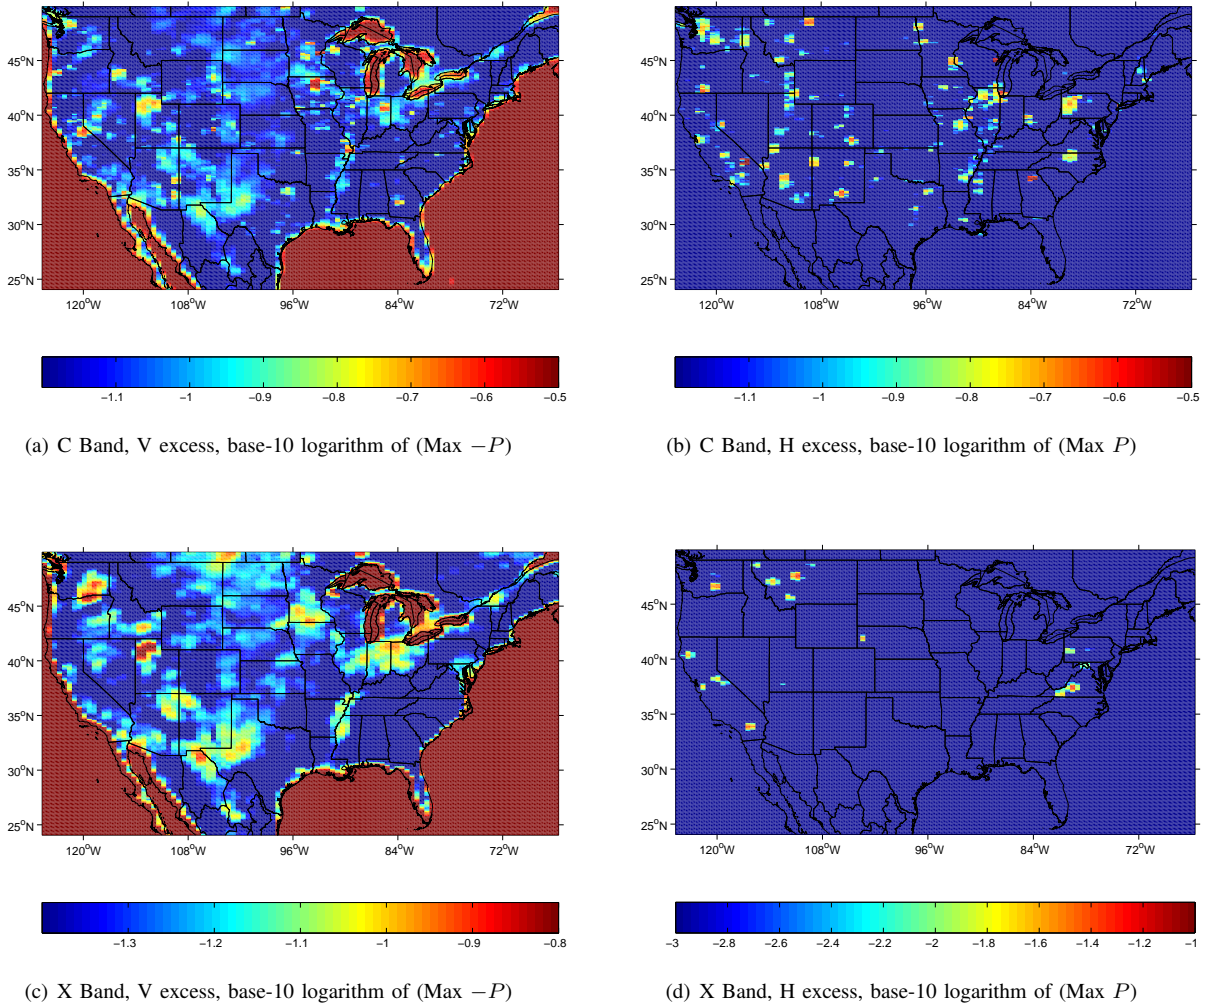 45°N
40°N
35°N
30°N
25°N
120°W 108°W 96°W 84°W 72°W
−1.1 −1 −0.9 −0.8 −0.7 −0.6 −0.5
(a) C Band, V excess, base-10 logarithm of (Max −P)
45°N
40°N
35°N
30°N
25°N
120°W 108°W 96°W 84°W 72°W
−1.1 −1 −0.9 −0.8 −0.7 −0.6 −0.5
(b) C Band, H excess, base-10 logarithm of (Max P)
45°N
40°N
35°N
30°N
25°N
120°W 108°W 96°W 84°W 72°W
−1.3 −1.2 −1.1 −1 −0.9 −0.8
(c) X Band, V excess, base-10 logarithm of (Max −P)
45°N
40°N
35°N
30°N
25°N
120°W 108°W 96°W 84°W 72°W
−3 −2.8 −2.6 −2.4 −2.2 −2 −1.8 −1.6 −1.4 −1.2 −1
(d) X Band, H excess, base-10 logarithm of (Max P)